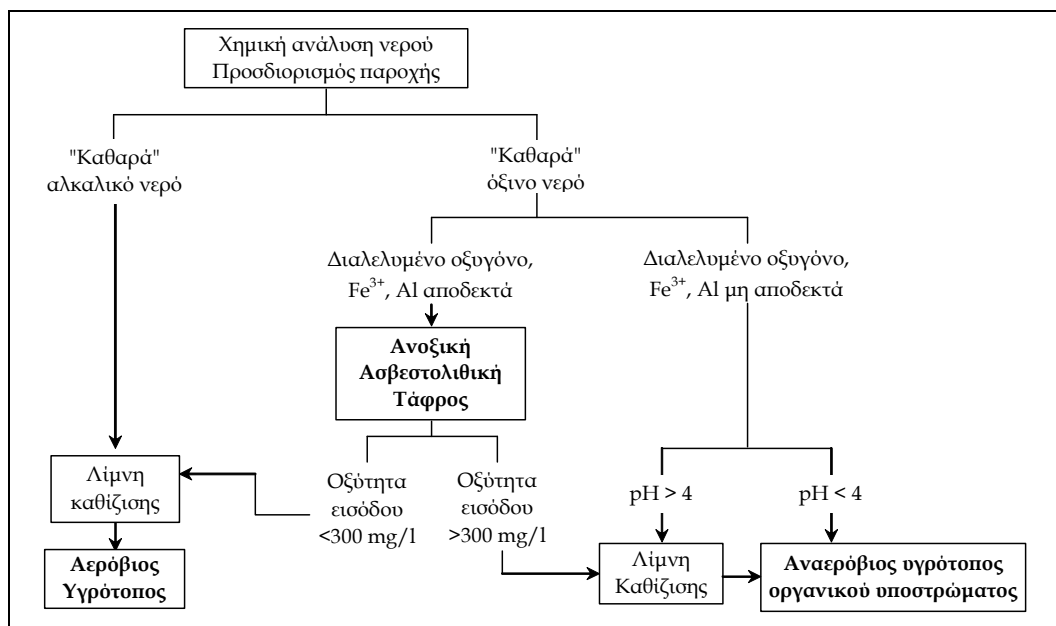 Χημική ανάλυση νερού
Προσδιορισμός παροχής
"Καθαρά"
αλκαλικό νερό
"Καθαρά"
όξινο νερό
Διαλελυμένο οξυγόνο,
Fe³⁺, Al αποδεκτά
Διαλελυμένο οξυγόνο,
Fe³⁺, Al μη αποδεκτά
Ανοξική
Ασβεστολιθική
Τάφρος
Λίμνη
καθίζισης
Οξύτητα
εισόδου
<300 mg/l
Οξύτητα
εισόδου
>300 mg/l
pH > 4
pH < 4
Αερόβιος
Υγρότοπος
Λίμνη
Καθίζισης
Αναερόβιος υγρότοπος
οργανικού υποστρώματος